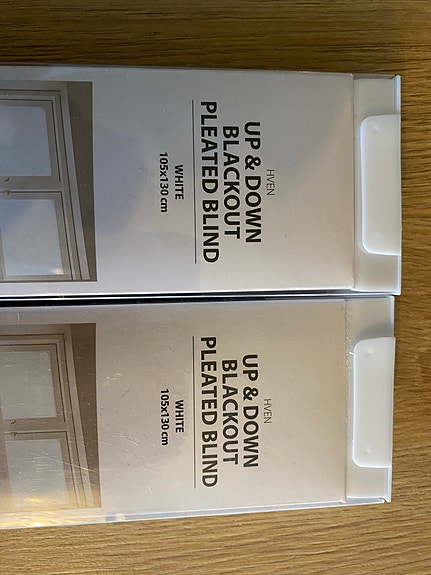 HVEN
UP & DOWN
BLACKOUT
PLEATED BLIND
WHITE
105x130 cm
HVEN
UP & DOWN
BLACKOUT
PLEATED BLIND
WHITE
105x130 cm